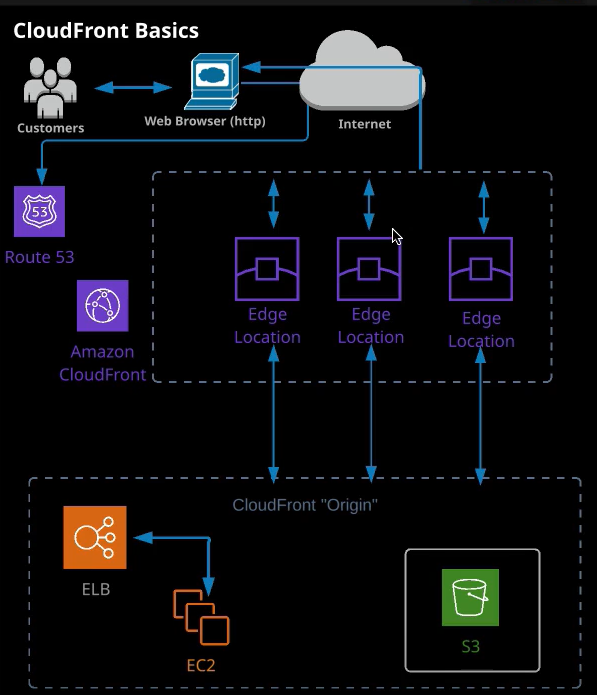 CloudFront Basics
Customers
Web Browser (http)
Internet
53
Route 53
Amazon
CloudFront
Edge
Location
Edge
Location
Edge
Location
CloudFront "Origin"
ELB
EC2
S3